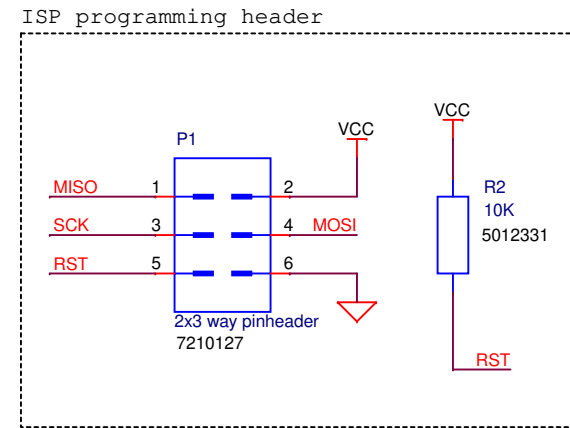 ISP programming header
P1
VCC
VCC
MISO 1 2
SCK 3 4 MOSI
RST 5 6
2x3 way pinheader
7210127
R2
10K
5012331
RST